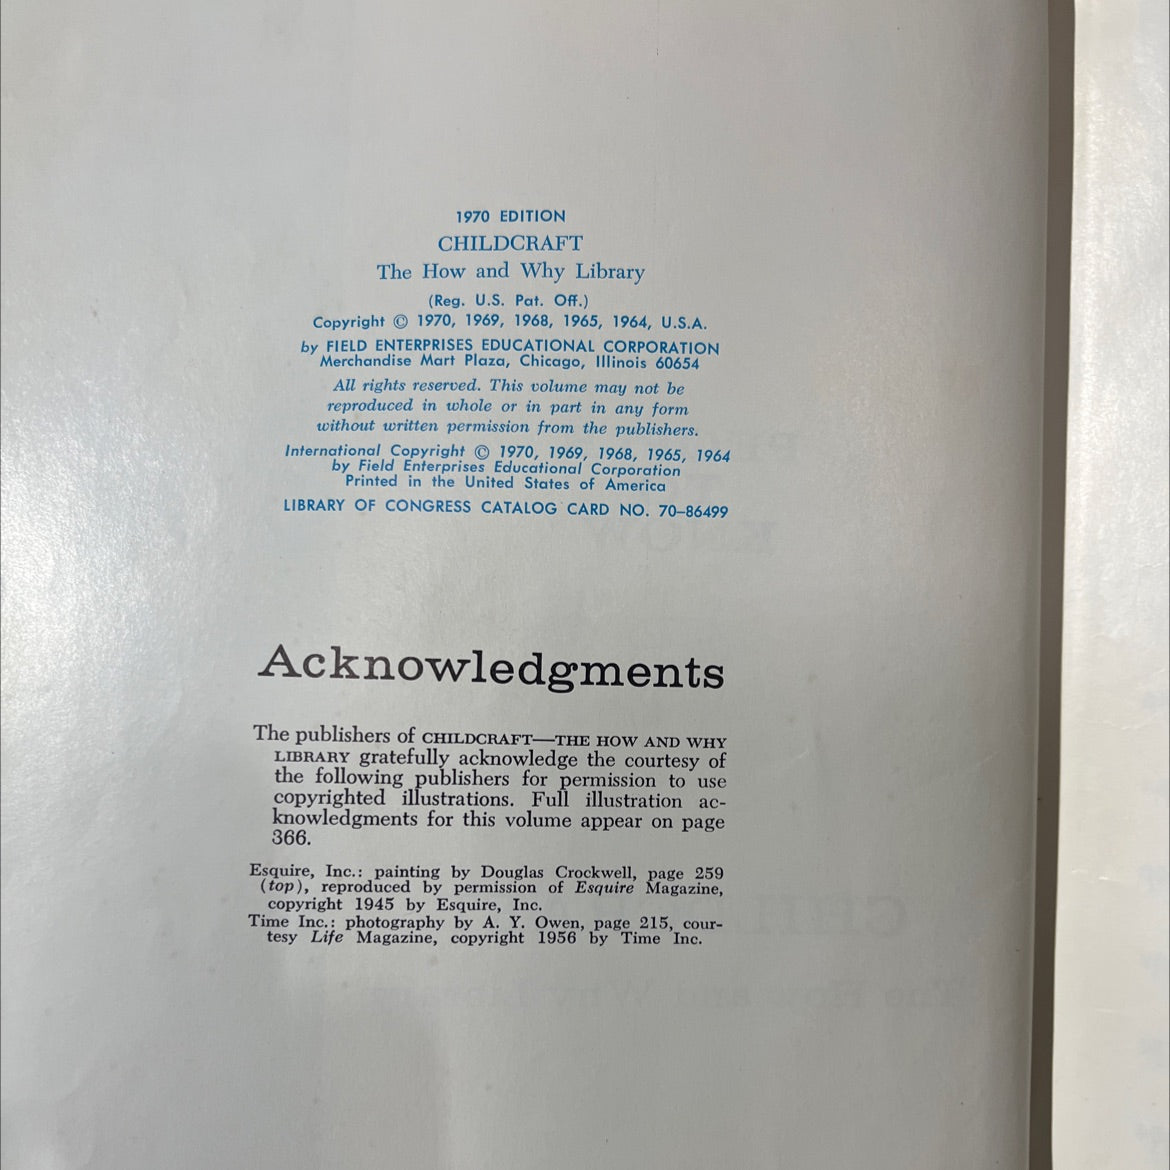 1970 EDITION
CHILDCRAFT
The How and Why Library
(Reg. U.S. Pat. Off.)
Copyright © 1970, 1969, 1968, 1965, 1964, U.S.A.
by FIELD ENTERPRISES EDUCATIONAL CORPORATION
Merchandise Mart Plaza, Chicago, Illinois 60654
All rights reserved. This volume may not be
reproduced in whole or in part in any form
without written permission from the publishers.
International Copyright © 1970, 1969, 1968, 1965, 1964
by Field Enterprises Educational Corporation
Printed in the United States of America
LIBRARY OF CONGRESS CATALOG CARD NO. 70–86499
Acknowledgments
The publishers of CHILDCRAFT—THE HOW AND WHY
LIBRARY gratefully acknowledge the courtesy of
the following publishers for permission to use
copyrighted illustrations. Full illustration ac-
knowledgments for this volume appear on page
366.
Esquire, Inc.: painting by Douglas Crockwell, page 259
(top), reproduced by permission of Esquire Magazine,
copyright 1945 by Esquire, Inc.
Time Inc.: photography by A. Y. Owen, page 215, cour-
tesy Life Magazine, copyright 1956 by Time Inc.